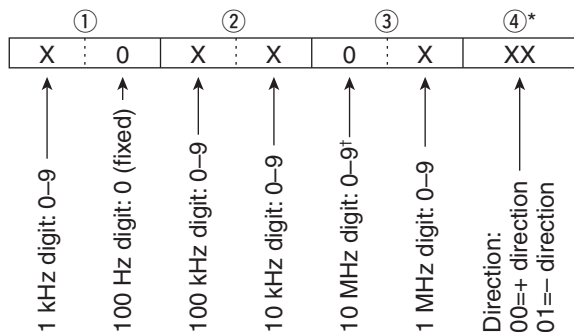 ① ② ③ ④*
X 0 X X 0 X XX
1 kHz digit: 0–9
100 Hz digit: 0 (fixed)
100 kHz digit: 0–9
10 kHz digit: 0–9
10 MHz digit: 0–9†
1 MHz digit: 0–9
Direction:
00=+ direction
01=– direction